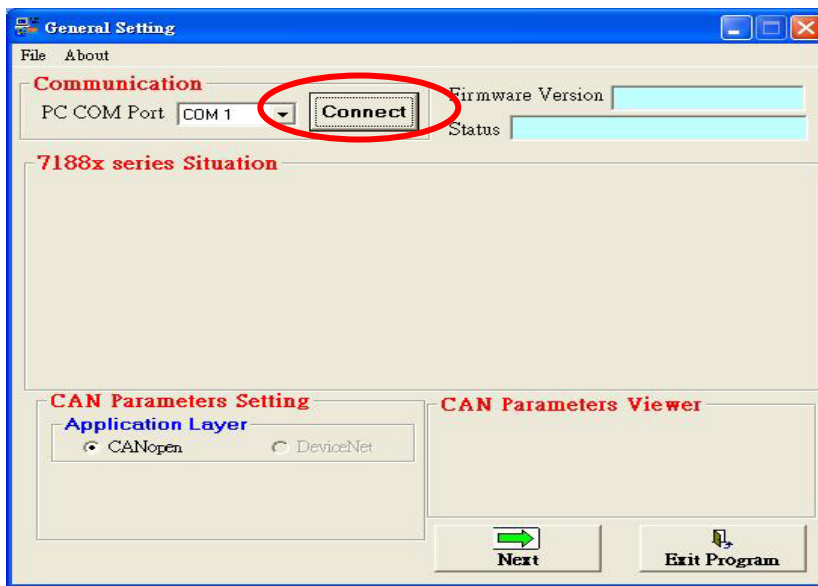 General Setting
File About
Communication
PC COM Port COM 1 Connect
Firmware Version
Status
7188x series Situation
CAN Parameters Setting
Application Layer
CANopen DeviceNet
CAN Parameters Viewer
Next Exit Program